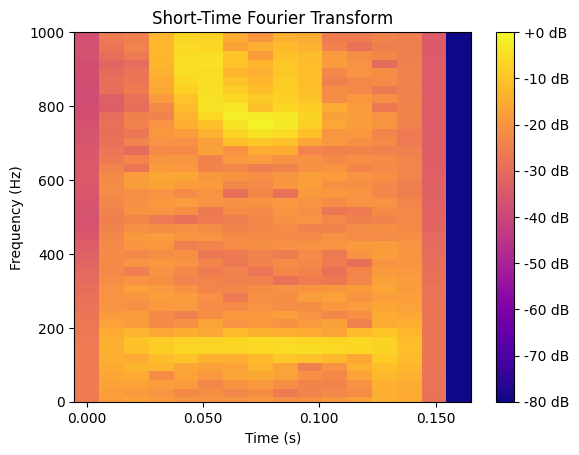 Short-Time Fourier Transform
Frequency (Hz)
1000
800
600
400
200
0
0.000
0.050
0.100
0.150
Time (s)
+0 dB
-10 dB
-20 dB
-30 dB
-40 dB
-50 dB
-60 dB
-70 dB
-80 dB